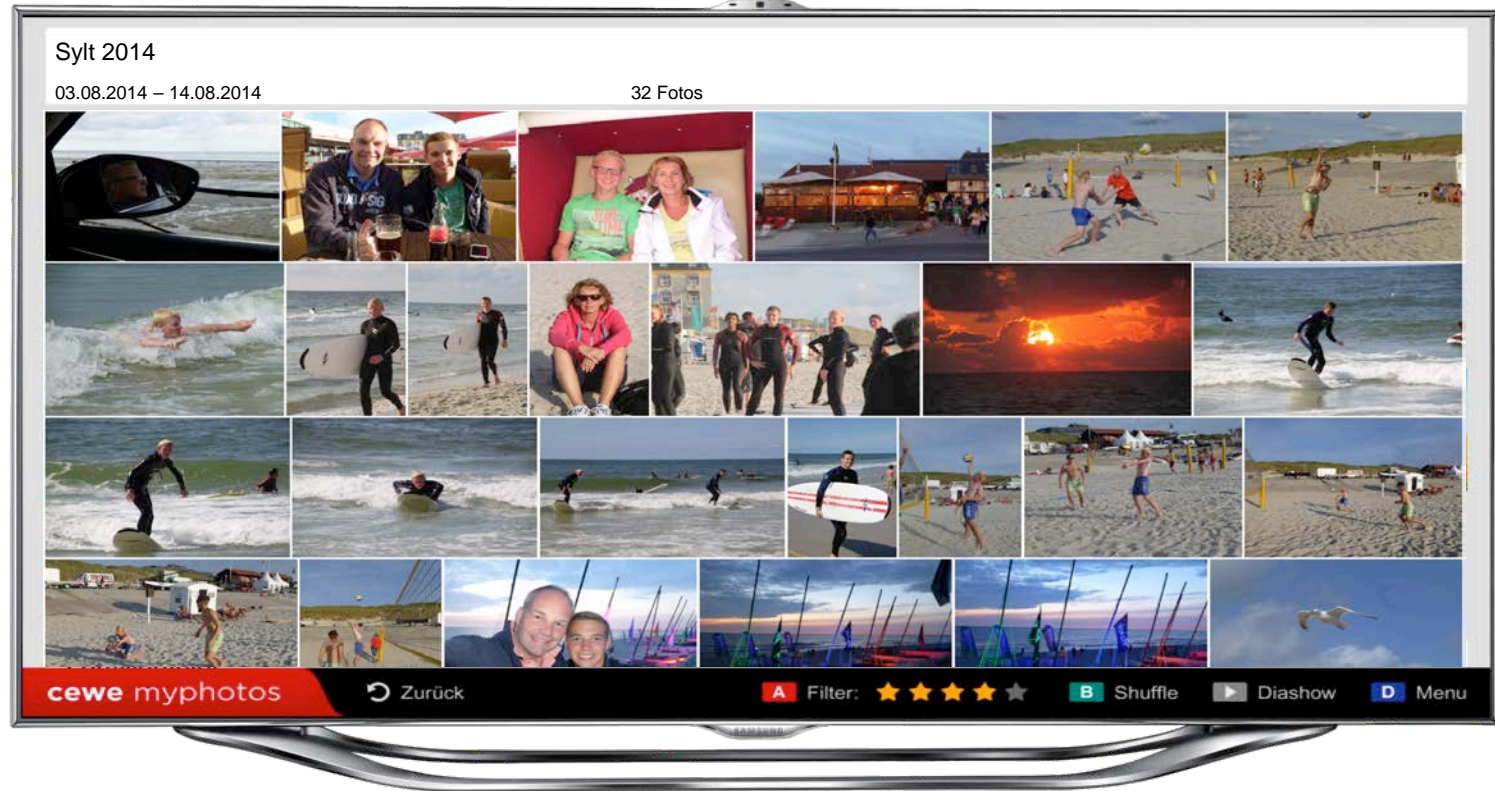 Sylt 2014
03.08.2014 – 14.08.2014 32 Fotos
cewe myphotos Zurück A Filter: B Shuffle Diashow D Menu
SAMSUNG